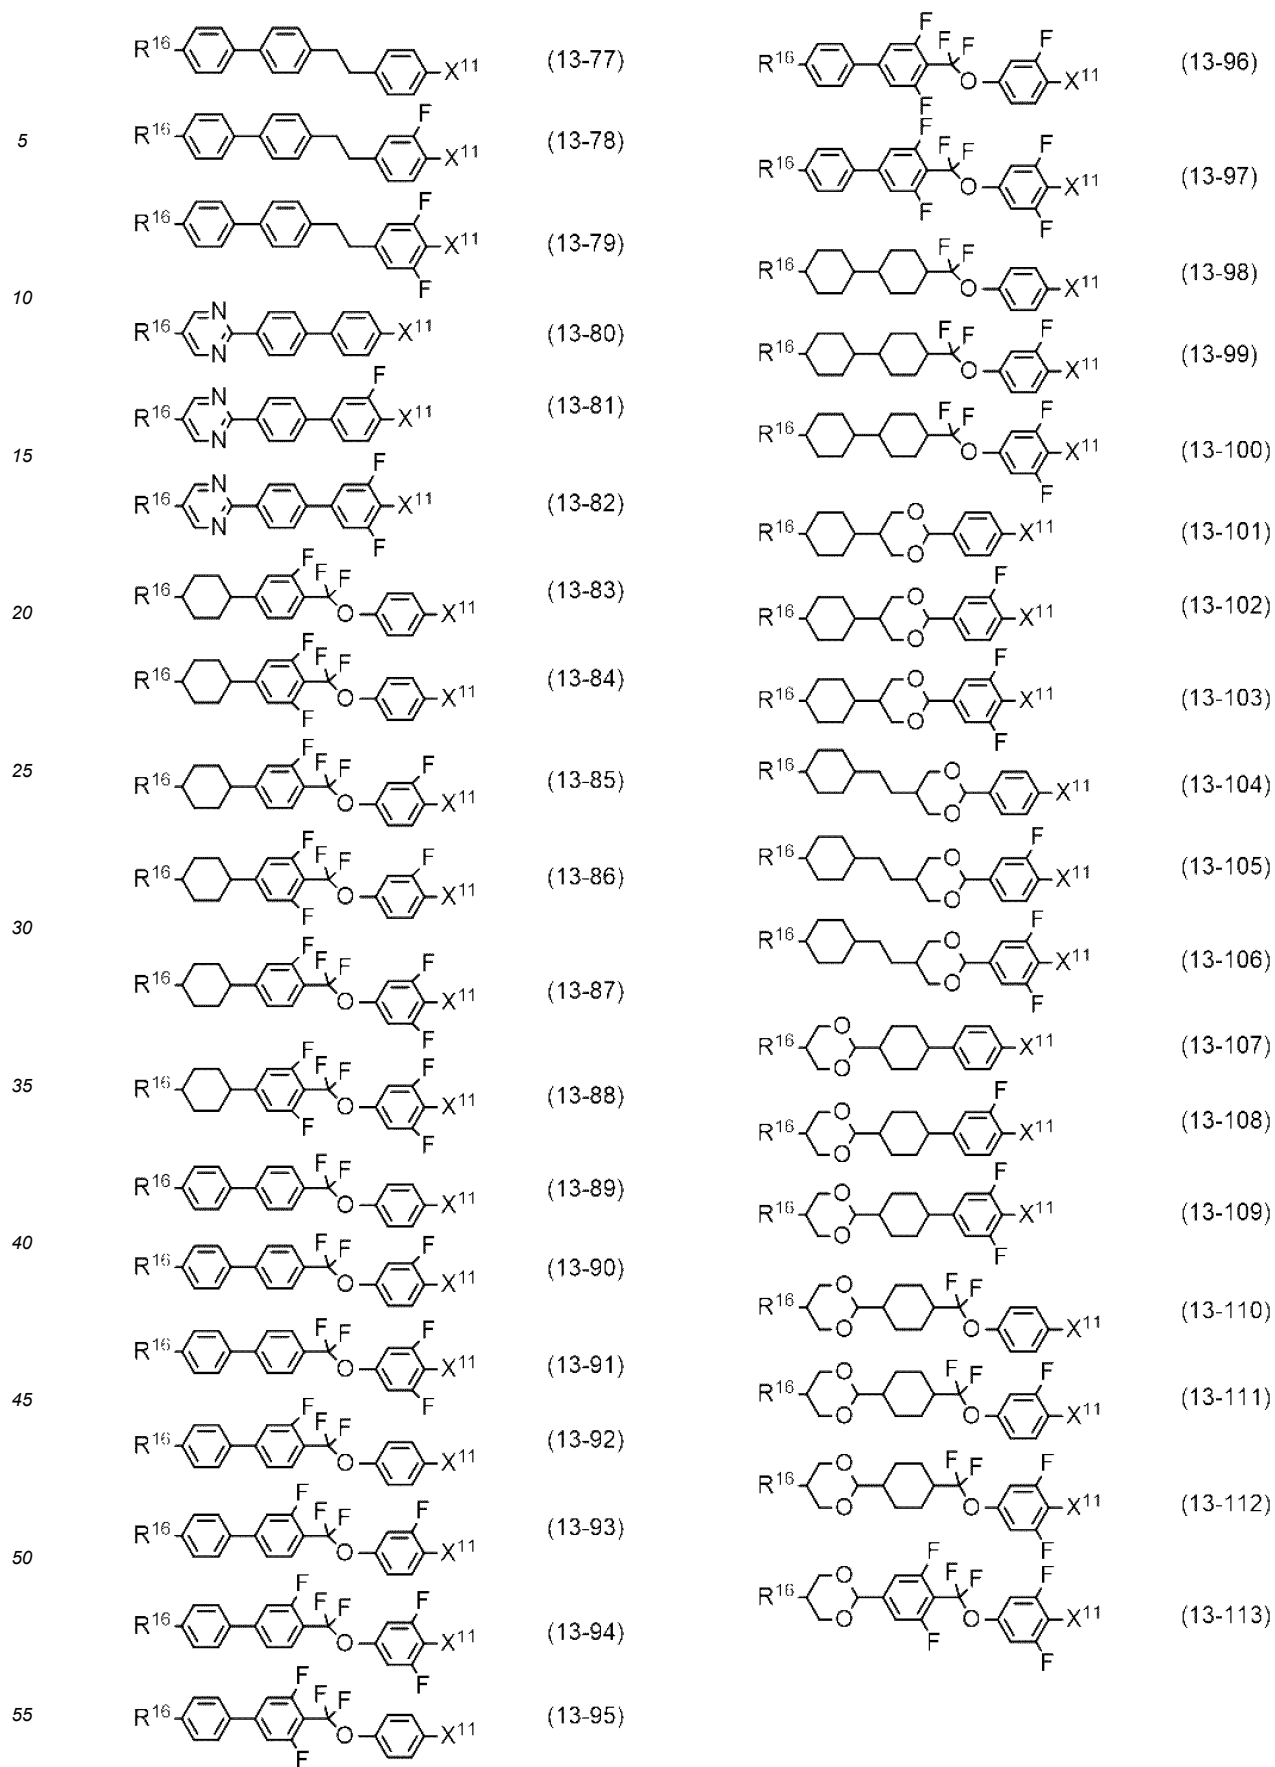 R¹⁶ X¹¹ (13-77)
5
F
R¹⁶ X¹¹ (13-78)
F
R¹⁶ X¹¹ (13-79)
F
10
N
R¹⁶ X¹¹ (13-80)
N
F
N
R¹⁶ X¹¹ (13-81)
N
15
F
N
R¹⁶ X¹¹ (13-82)
N
F
F F F
R¹⁶ O X¹¹ (13-83)
20
F F F
R¹⁶ O X¹¹ (13-84)
F
25
F F F F
R¹⁶ O X¹¹ (13-85)
F F F F
R¹⁶ O X¹¹ (13-86)
F
30
F F F F
R¹⁶ O X¹¹ (13-87)
F
35
F F F F
R¹⁶ O X¹¹ (13-88)
F F
F F
R¹⁶ O X¹¹ (13-89)
40
F F F
R¹⁶ O X¹¹ (13-90)
F F F
R¹⁶ O X¹¹ (13-91)
F
45
F F F
R¹⁶ O X¹¹ (13-92)
F F F F
R¹⁶ O X¹¹ (13-93)
50
F F F F
R¹⁶ O X¹¹ (13-94)
F
55
F F F
R¹⁶ O X¹¹ (13-95)
F
F F F F
R¹⁶ O X¹¹ (13-96)
F
F F F F
R¹⁶ O X¹¹ (13-97)
F F
F F
R¹⁶ O X¹¹ (13-98)
F F F
R¹⁶ O X¹¹ (13-99)
F F F
R¹⁶ O X¹¹ (13-100)
F
O
R¹⁶ X¹¹ (13-101)
O
F
O
R¹⁶ X¹¹ (13-102)
O
F
O
R¹⁶ X¹¹ (13-103)
O F
R¹⁶ O X¹¹ (13-104)
O
F
R¹⁶ O X¹¹ (13-105)
O
F
R¹⁶ O X¹¹ (13-106)
O F
O
R¹⁶ X¹¹ (13-107)
O
F
O
R¹⁶ X¹¹ (13-108)
O
F
O
R¹⁶ X¹¹ (13-109)
O F
O F F
R¹⁶ O O X¹¹ (13-110)
O F F F
R¹⁶ O O X¹¹ (13-111)
O F F F
R¹⁶ O O X¹¹ (13-112)
F
O F F F F
R¹⁶ O O X¹¹ (13-113)
F F